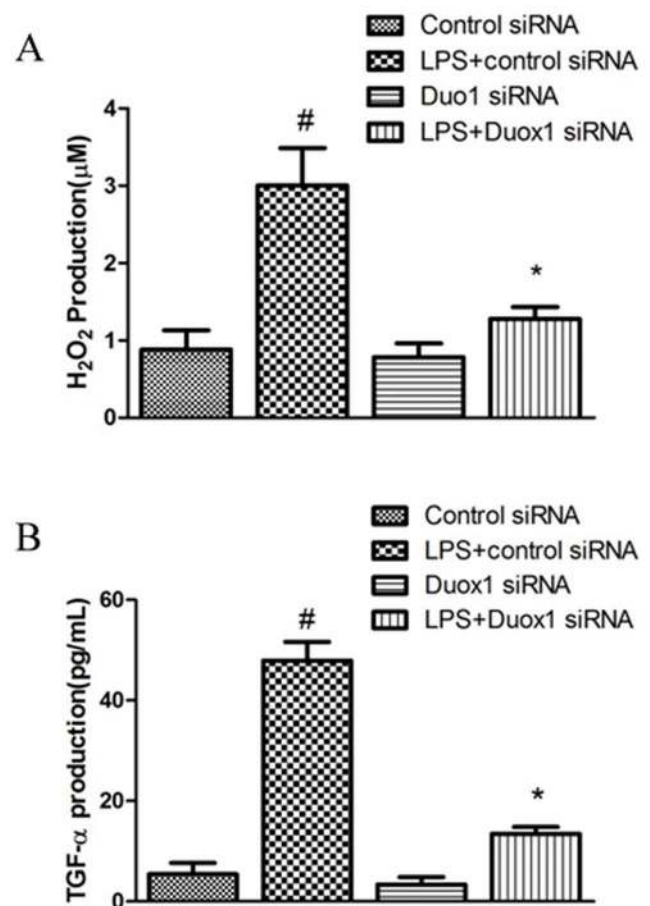 A
Control siRNA
LPS+control siRNA
Duo1 siRNA
LPS+Duox1 siRNA
H₂O₂ Production(μM)
4
3
2
1
0
#
*
B
Control siRNA
LPS+control siRNA
Duox1 siRNA
LPS+Duox1 siRNA
TGF-α production(pg/mL)
60
40
20
0
#
*